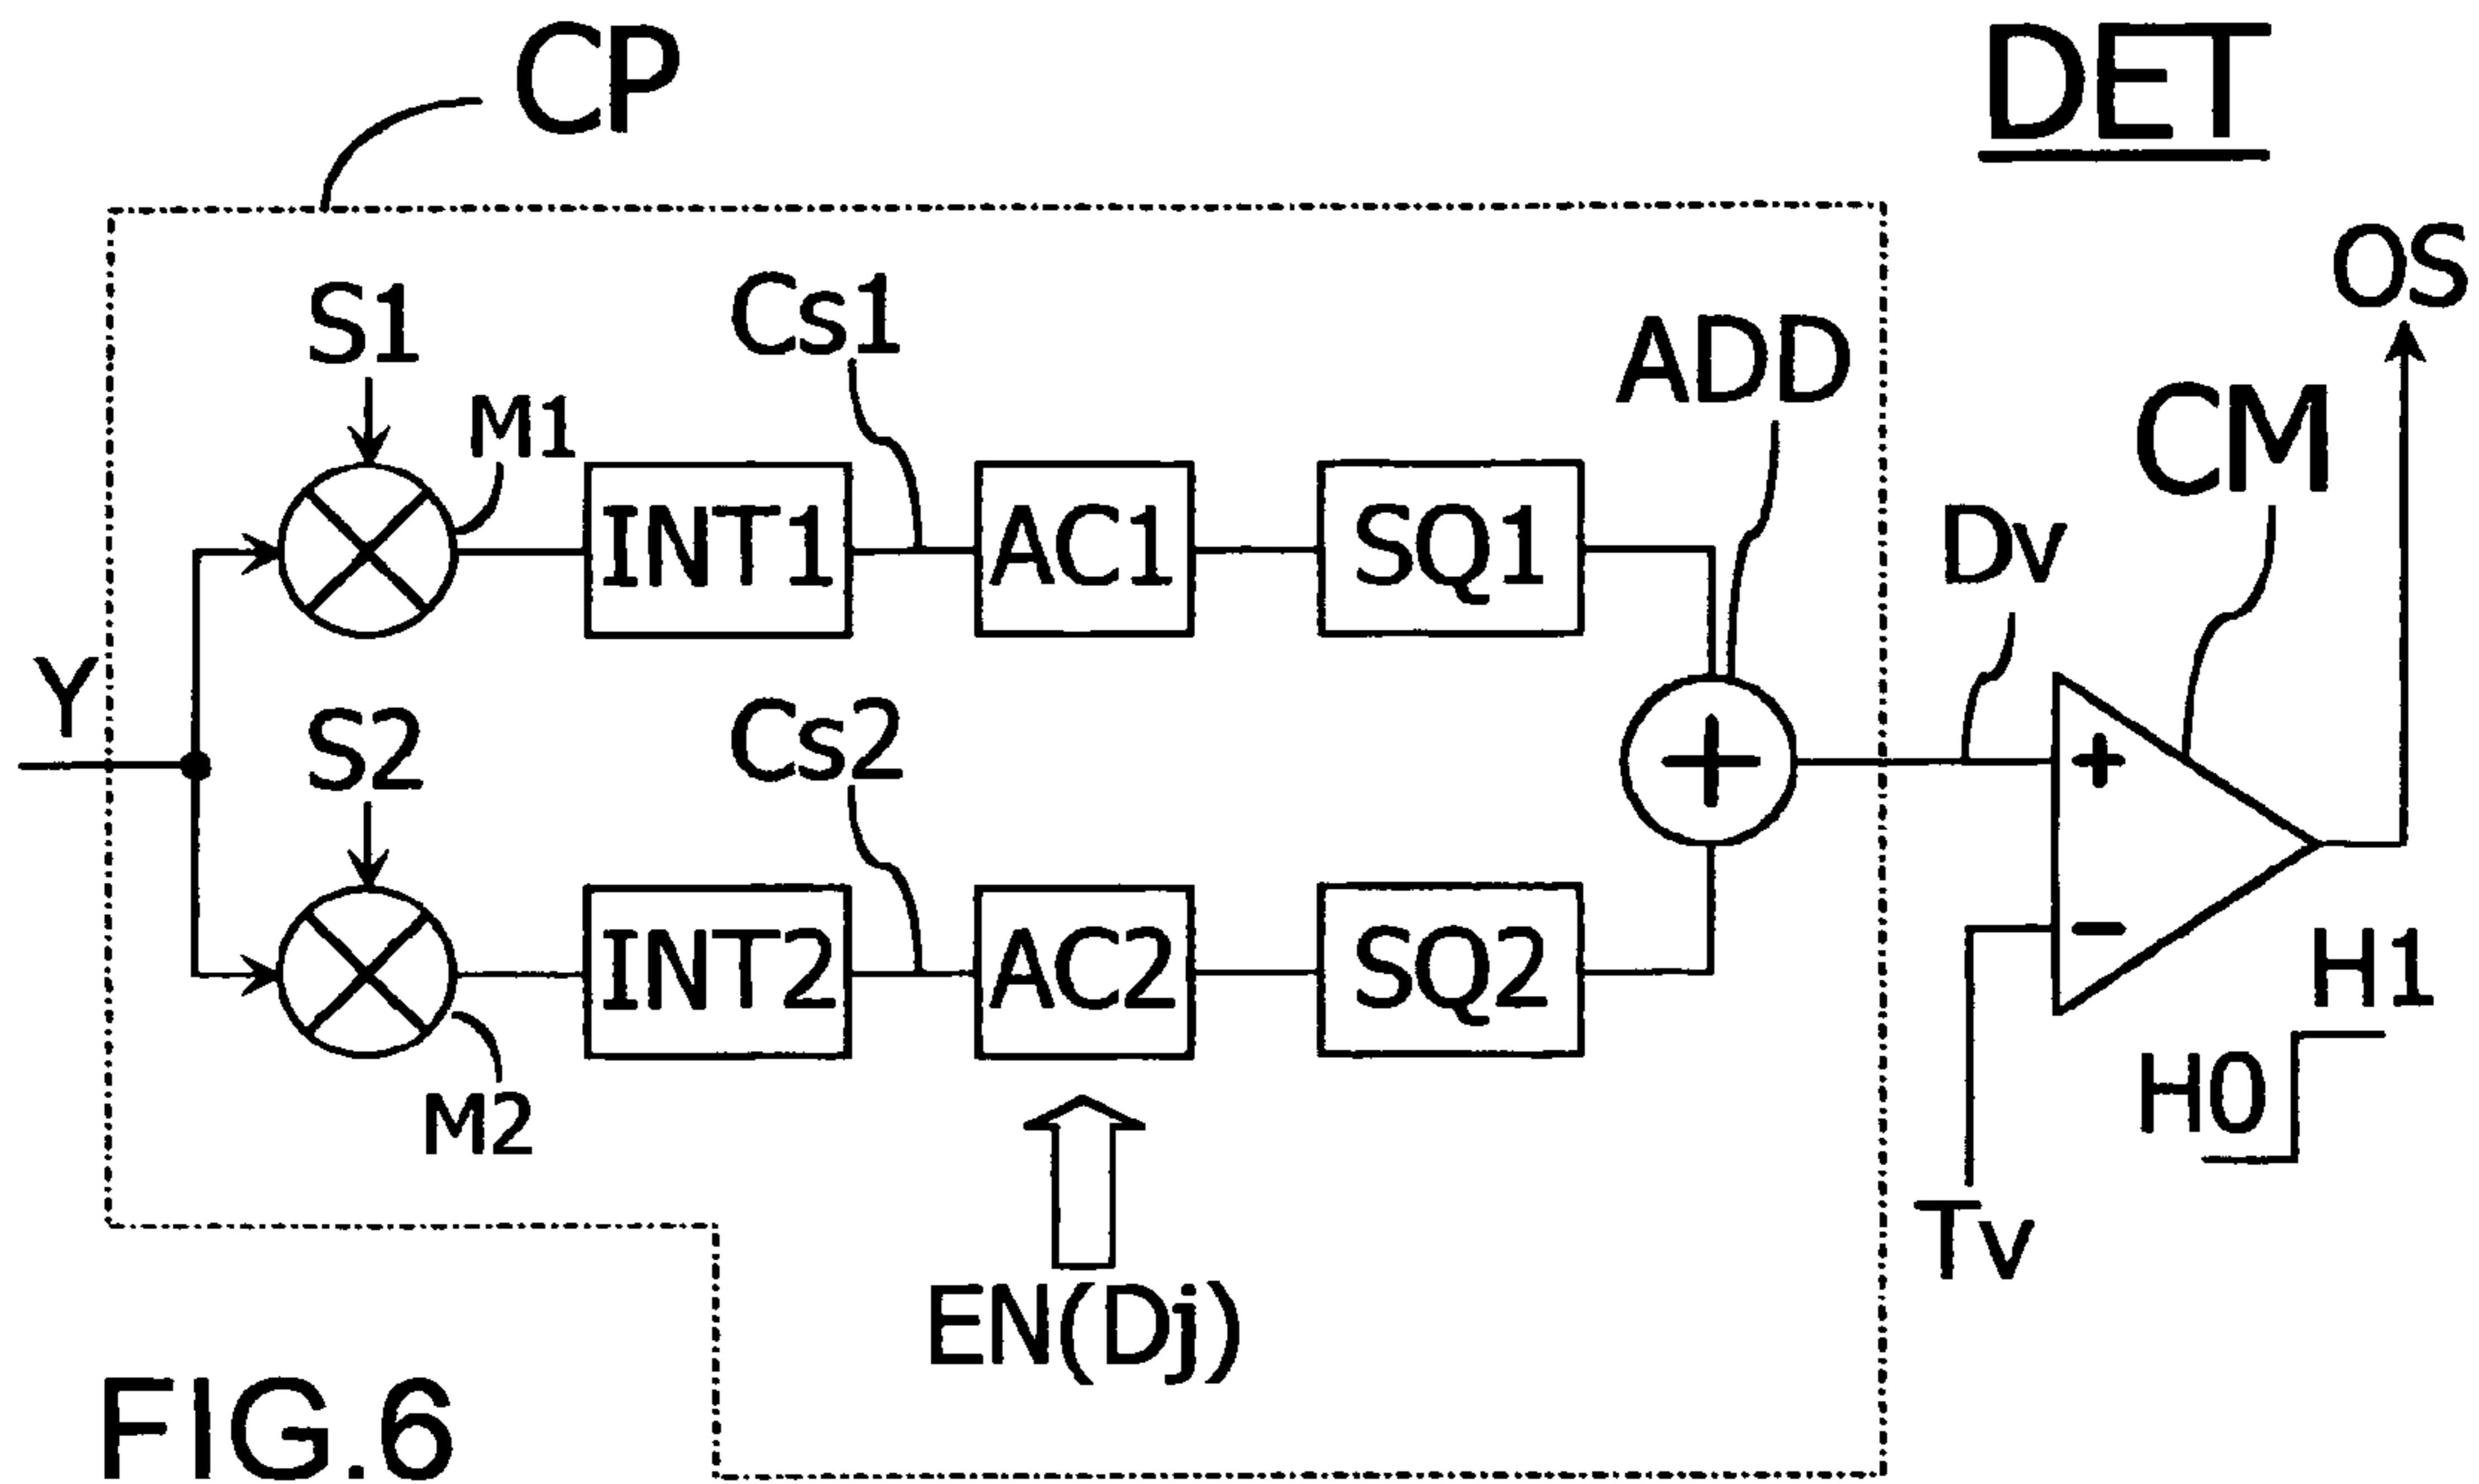 CP
DET
OS
S1
Cs1
ADD
M1
CM
INT1
AC1
SQ1
Dv
Y
S2
Cs2
+
+
INT2
AC2
SQ2
−
H1
M2
H0
Tv
EN(Dj)
FIG.6